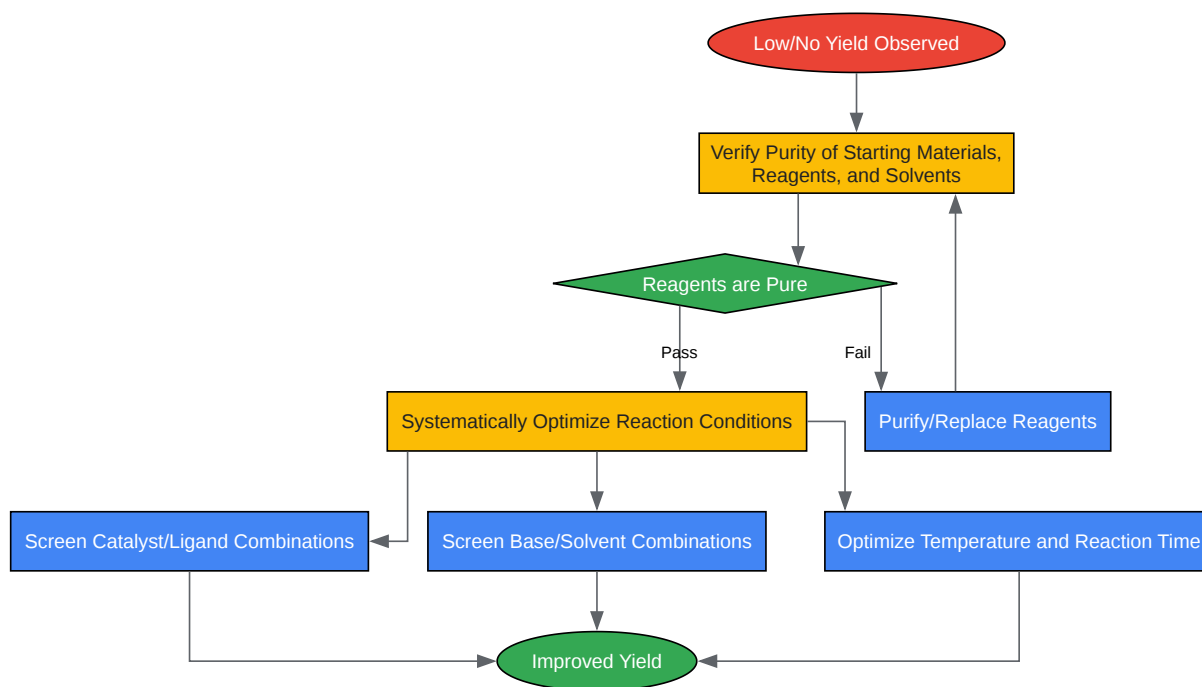 Low/No Yield Observed
Verify Purity of Starting Materials,
Reagents, and Solvents
Reagents are Pure
Pass
Fail
Systematically Optimize Reaction Conditions
Purify/Replace Reagents
Screen Catalyst/Ligand Combinations
Screen Base/Solvent Combinations
Optimize Temperature and Reaction Time
Improved Yield